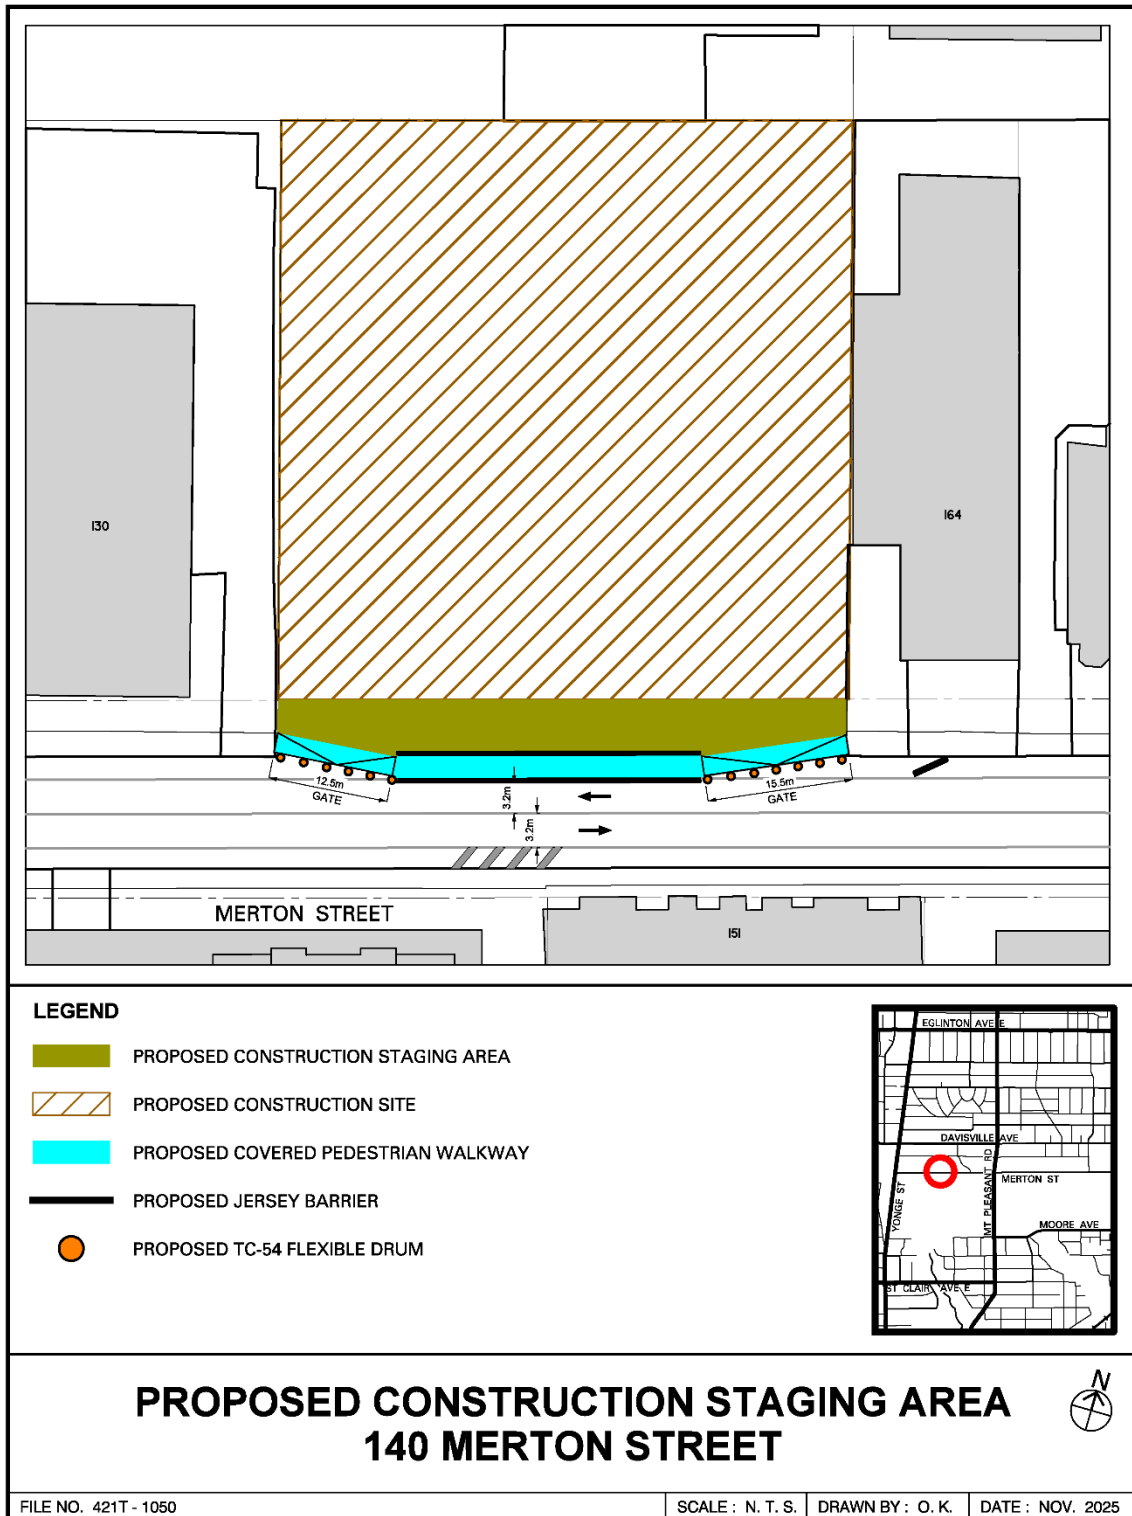 130
164
12.5m
GATE
3.2m
3.2m
15.5m
GATE
MERTON STREET
151
LEGEND
PROPOSED CONSTRUCTION STAGING AREA
PROPOSED CONSTRUCTION SITE
PROPOSED COVERED PEDESTRIAN WALKWAY
PROPOSED JERSEY BARRIER
PROPOSED TC-54 FLEXIBLE DRUM
EGLINTON AVE E
DAVISVILLE AVE
MERTON ST
YONGE ST
MT PLEASANT RD
MOORE AVE
ST CLAIR AVE E
PROPOSED CONSTRUCTION STAGING AREA
140 MERTON STREET
N
FILE NO. 421T - 1050
SCALE : N. T. S.
DRAWN BY : O. K.
DATE : NOV. 2025